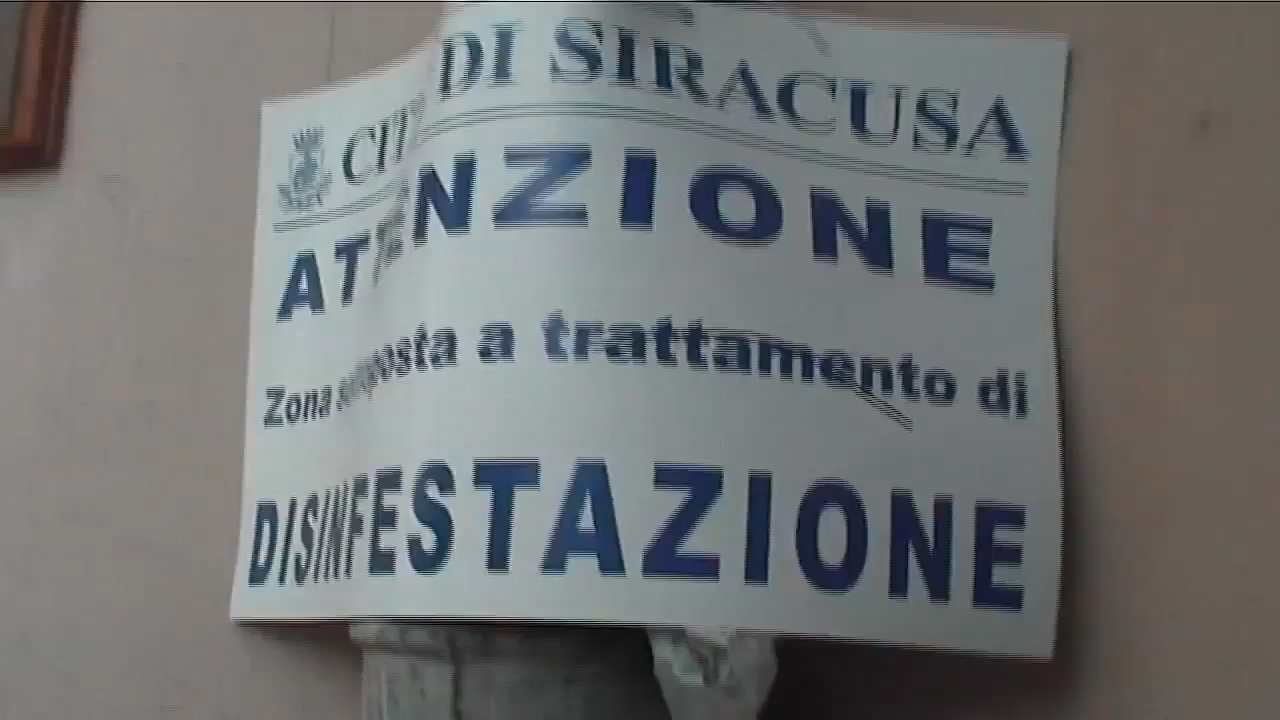 CITTÀ DI SIRACUSA
ATTENZIONE
Zona sottoposta a trattamento di
DISINFESTAZIONE